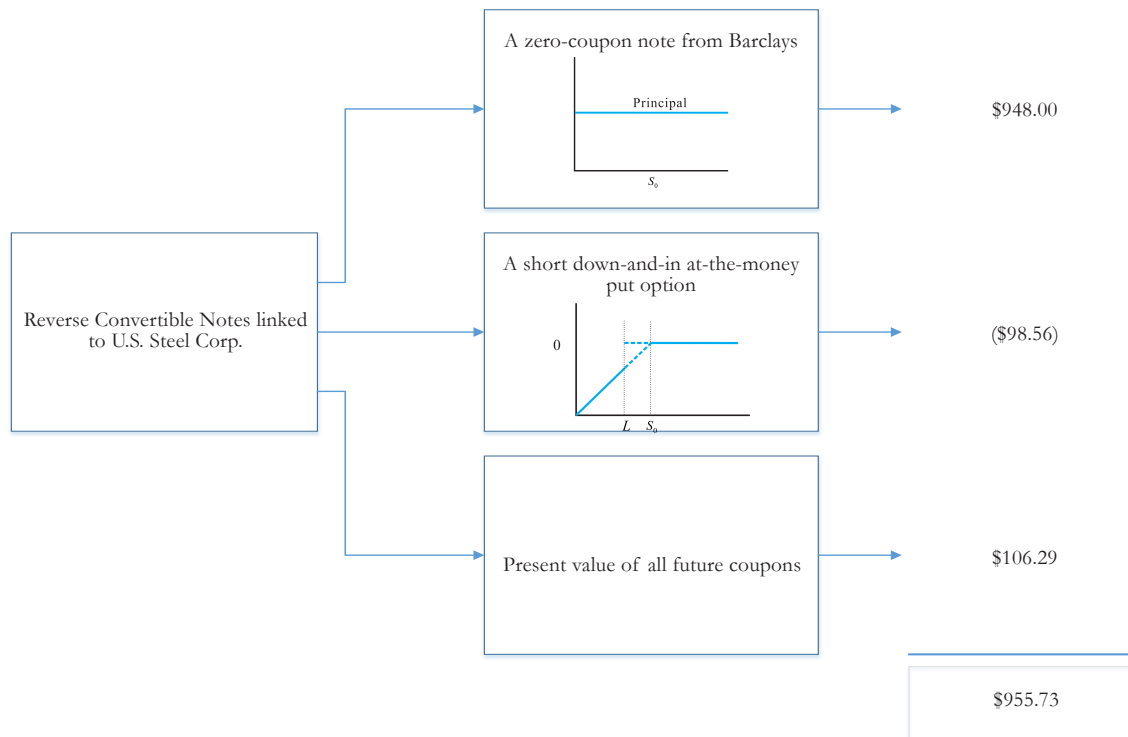 A zero-coupon note from Barclays
Principal
S₀
$948.00
Reverse Convertible Notes linked
to U.S. Steel Corp.
A short down-and-in at-the-money
put option
0
L S₀
($98.56)
Present value of all future coupons
$106.29
$955.73